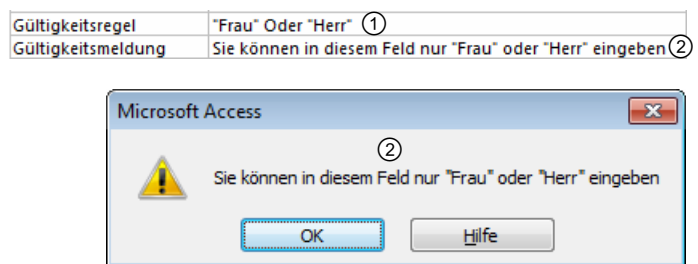 Gültigkeitsregel "Frau" Oder "Herr" ①
Gültigkeitsmeldung Sie können in diesem Feld nur "Frau" oder "Herr" eingeben ②
Microsoft Access
②
Sie können in diesem Feld nur "Frau" oder "Herr" eingeben
OK Hilfe